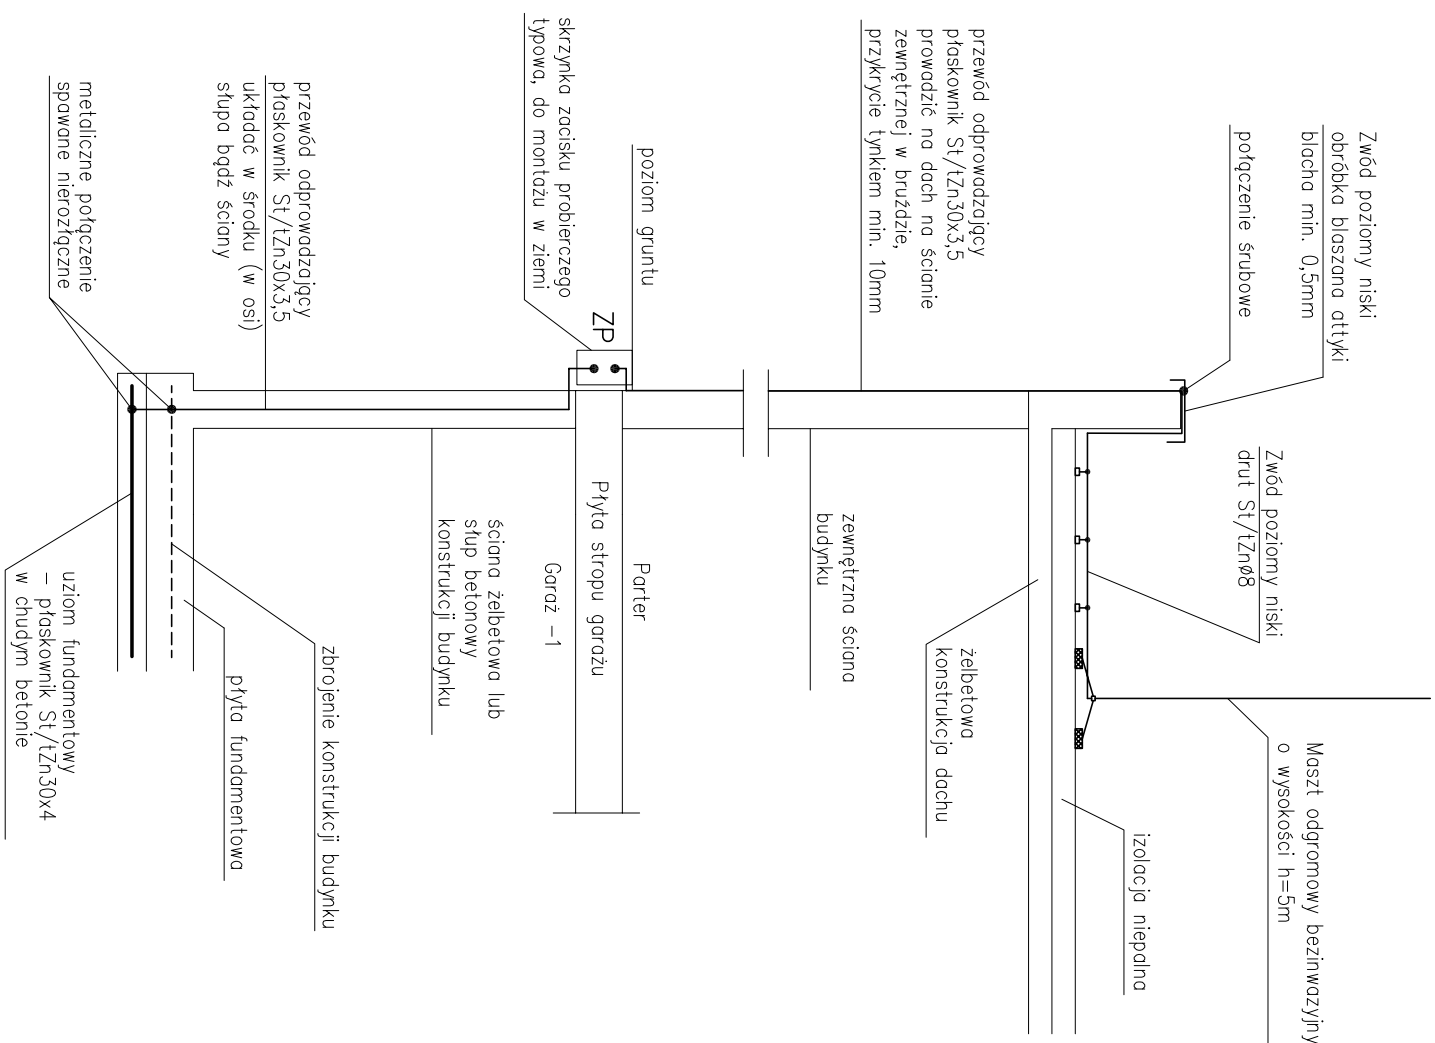 Zwód poziomy niski
obróbka blaszana attyki
blacha min. 0,5mm
połączenie śrubowe
Zwód poziomy niski
drut St/tZnø8
Maszt odgromowy bezinwazyjny
o wysokości h=5m
izolacja niepalna
przewód odprowadzający
płaskownik St/tZn30x3,5
prowadzić na dach na ścianie
zewnętrznej w bruździe,
przykrycie tynkiem min. 10mm
żelbetowa
konstrukcja dachu
zewnętrzna ściana
budynku
poziom gruntu
ZP
skrzynka zacisku probierczego
typowa, do montażu w ziemi
Parter
Płyta stropu garażu
Garaż -1
ściana żelbetowa lub
słup betonowy
konstrukcji budynku
przewód odprowadzający
płaskownik St/tZn30x3,5
układać w środku (w osi)
słupa bądź ściany
zbrojenie konstrukcji budynku
płyta fundamentowa
metaliczne połączenie
spawane nierozłączne
uziom fundamentowy
- płaskownik St/tZn30x4
w chudym betonie